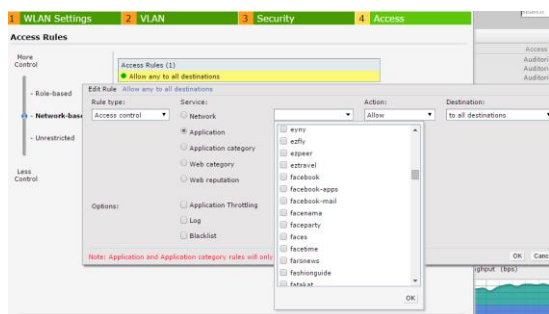 1 WLAN Settings 2 VLAN 3 Security 4 Access
Access Rules
More
Control
Access Rules (1)
Allow any to all destinations
Access
Auditori
Auditori
Auditori
Edit Rule Allow any to all destinations
Rule type: Service: Action: Destination:
Access control Network Allow to all destinations
- Role-based
- Network-base
- Unrestricted
Less
Control
Application
Application category
Web category
Web reputation
Options: Application Throttling
Log
Blacklist
eyny
ezfly
ezpeer
eztravel
facebook
facebook-apps
facebook-mail
facenama
faceparty
faces
facetime
farsnews
fashionguide
fatakat
OK
Note: Application and Application category rules will only
OK Canc
ghput (bps)